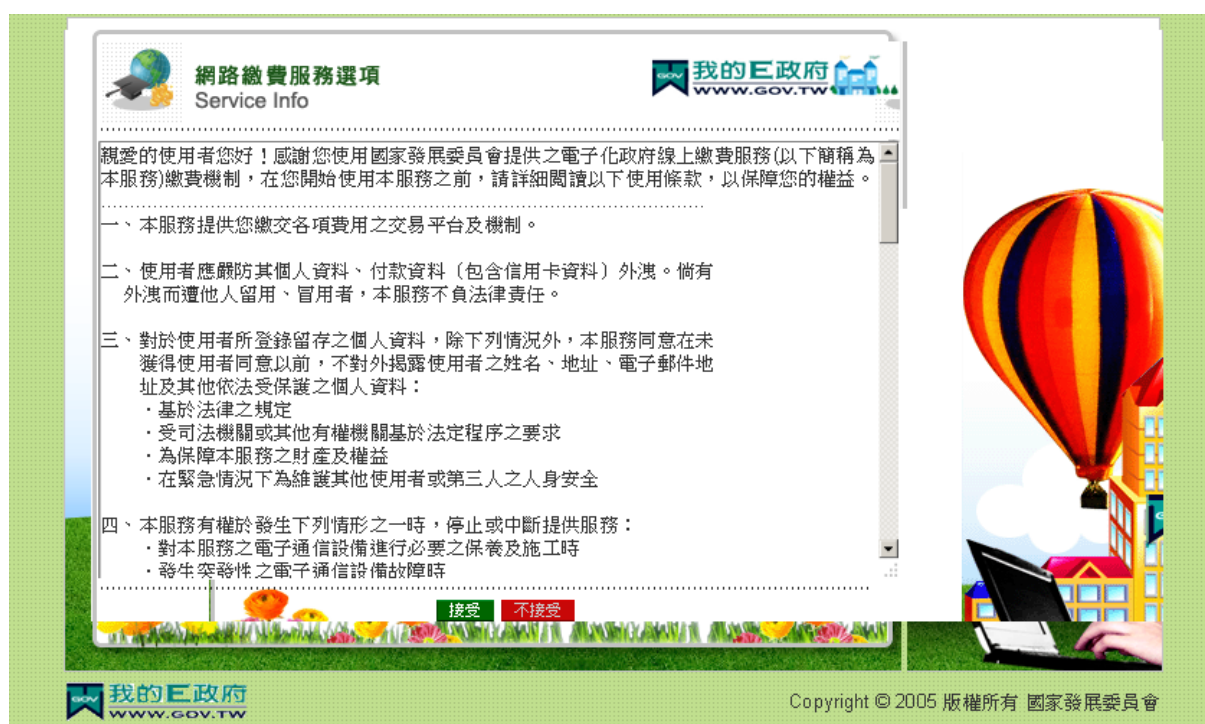 網路繳費服務選項
Service Info
GOV 我的E政府
WWW.GOV.TW
親愛的使用者您好！感謝您使用國家發展委員會提供之電子化政府線上繳費服務(以下簡稱為
本服務)繳費機制，在您開始使用本服務之前，請詳細閱讀以下使用條款，以保障您的權益。
一、本服務提供您繳交各項費用之交易平台及機制。
二、使用者應嚴防其個人資料、付款資料〔包含信用卡資料〕外洩。倘有
外洩而遭他人留用、冒用者，本服務不負法律責任。
三、對於使用者所登錄留存之個人資料，除下列情況外，本服務同意在未
獲得使用者同意以前，不對外揭露使用者之姓名、地址、電子郵件地
址及其他依法受保護之個人資料：
．基於法律之規定
．受司法機關或其他有權機關基於法定程序之要求
．為保障本服務之財產及權益
．在緊急情況下為維護其他使用者或第三人之人身安全
四、本服務有權於發生下列情形之一時，停止或中斷提供服務：
．對本服務之電子通信設備進行必要之保養及施工時
．發生突發性之電子通信設備故障時
接受 不接受
GOV 我的E政府
WWW.GOV.TW
Copyright © 2005 版權所有 國家發展委員會